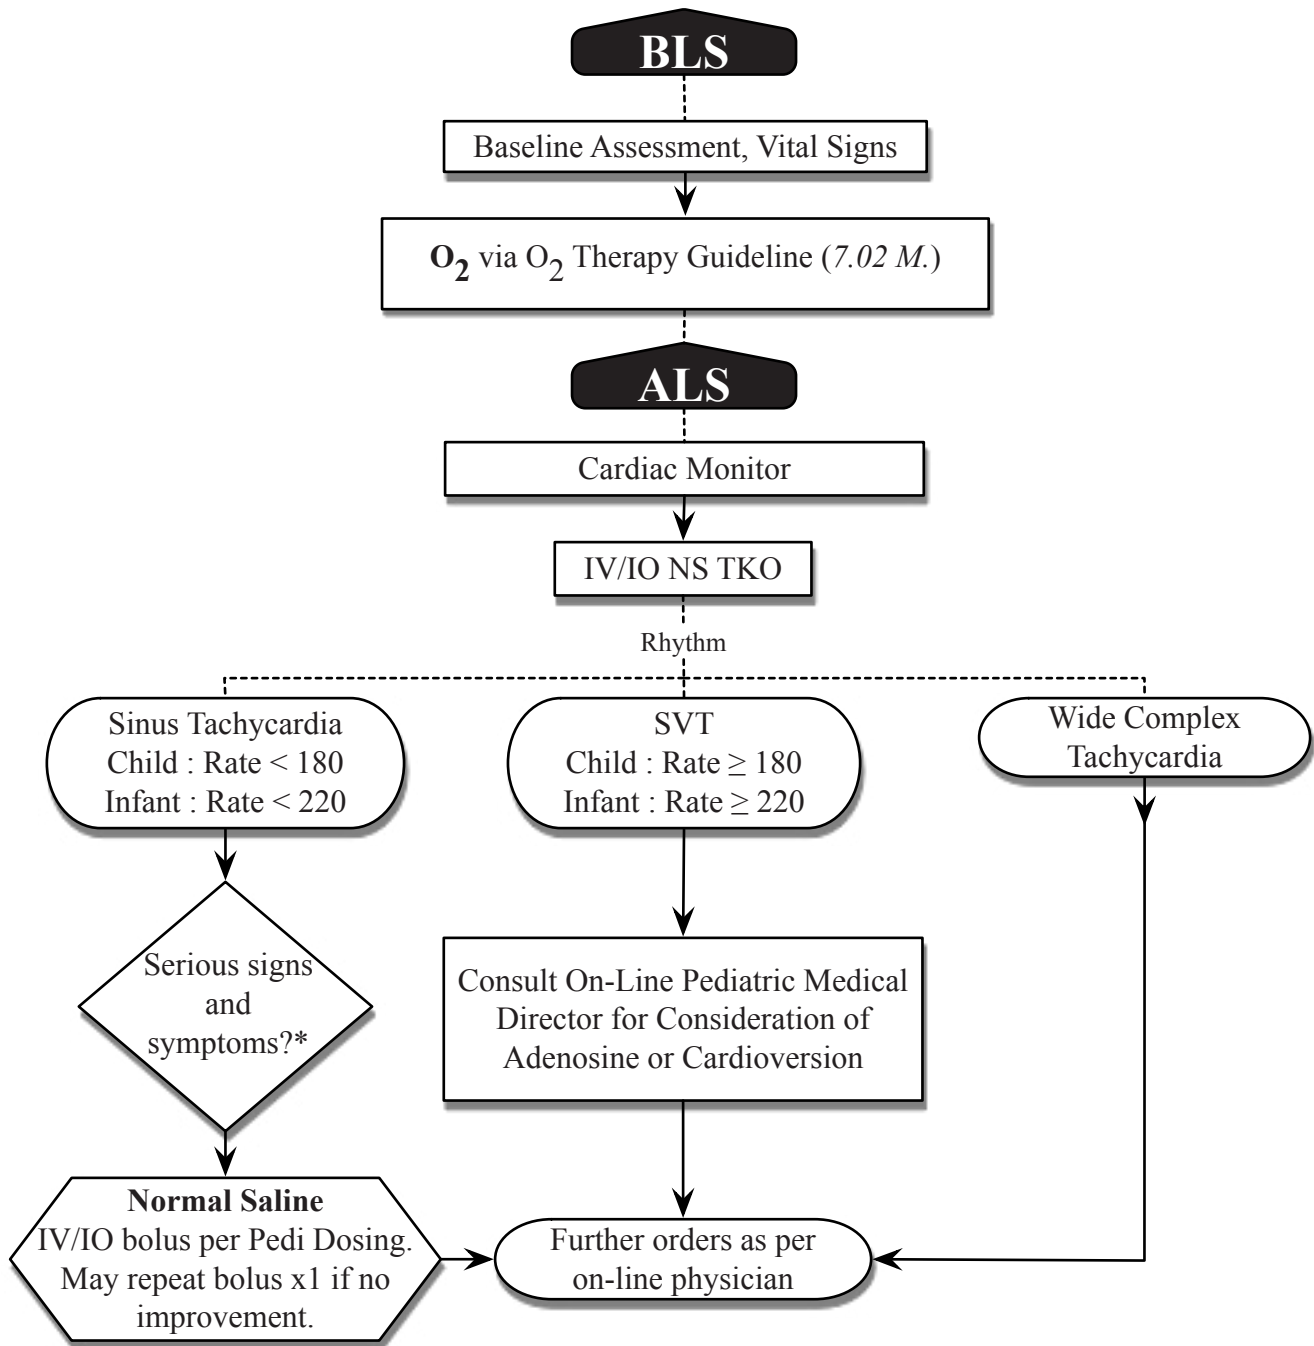 BLS
Baseline Assessment, Vital Signs
O₂ via O₂ Therapy Guideline (7.02 M.)
ALS
Cardiac Monitor
IV/IO NS TKO
Rhythm
Sinus Tachycardia
Child : Rate < 180
Infant : Rate < 220
SVT
Child : Rate ≥ 180
Infant : Rate ≥ 220
Wide Complex
Tachycardia
Serious signs
and
symptoms?*
Consult On-Line Pediatric Medical
Director for Consideration of
Adenosine or Cardioversion
Normal Saline
IV/IO bolus per Pedi Dosing.
May repeat bolus x1 if no
improvement.
Further orders as per
on-line physician